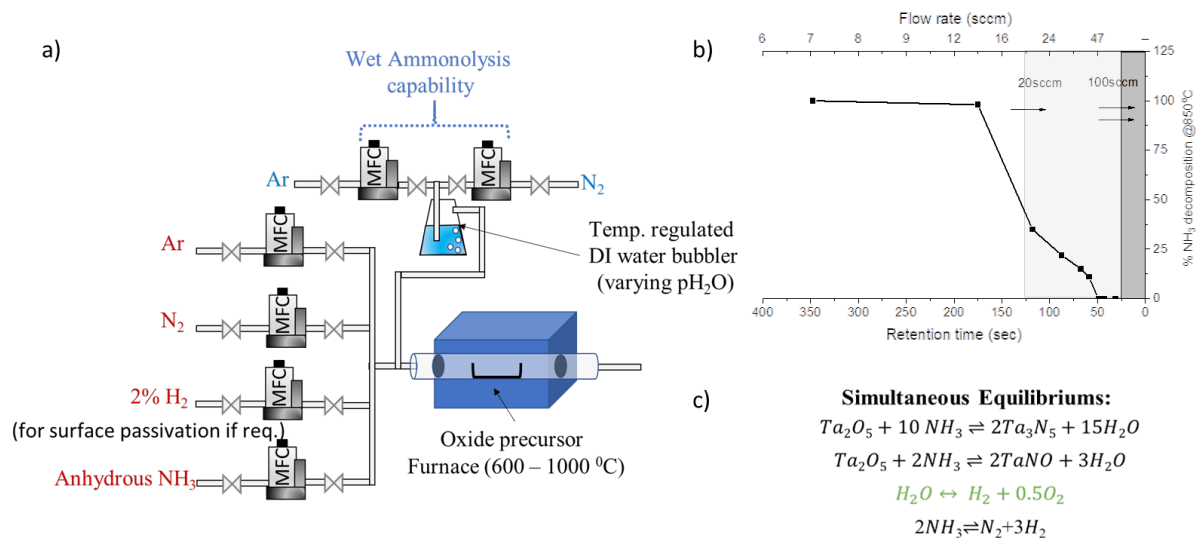 a)
Wet Ammonolysis
capability
MFC
MFC
Ar
N₂
Ar
MFC
Temp. regulated
DI water bubbler
(varying pH₂O)
N₂
MFC
2% H₂
MFC
(for surface passivation if req.)
Anhydrous NH₃
MFC
Oxide precursor
Furnace (600 – 1000 ⁰C)
b)
Flow rate (sccm)
6 7 8 9 12 16 24 47 –
20sccm 100sccm
125
100
75
50
25
0
% NH₃ decomposition @850⁰C
400 350 300 250 200 150 100 50 0
Retention time (sec)
c)
Simultaneous Equilibriums:
Ta₂O₅ + 10 NH₃ ⇌ 2Ta₃N₅ + 15H₂O
Ta₂O₅ + 2NH₃ ⇌ 2TaNO + 3H₂O
H₂O ↔ H₂ + 0.5O₂
2NH₃⇌N₂+3H₂